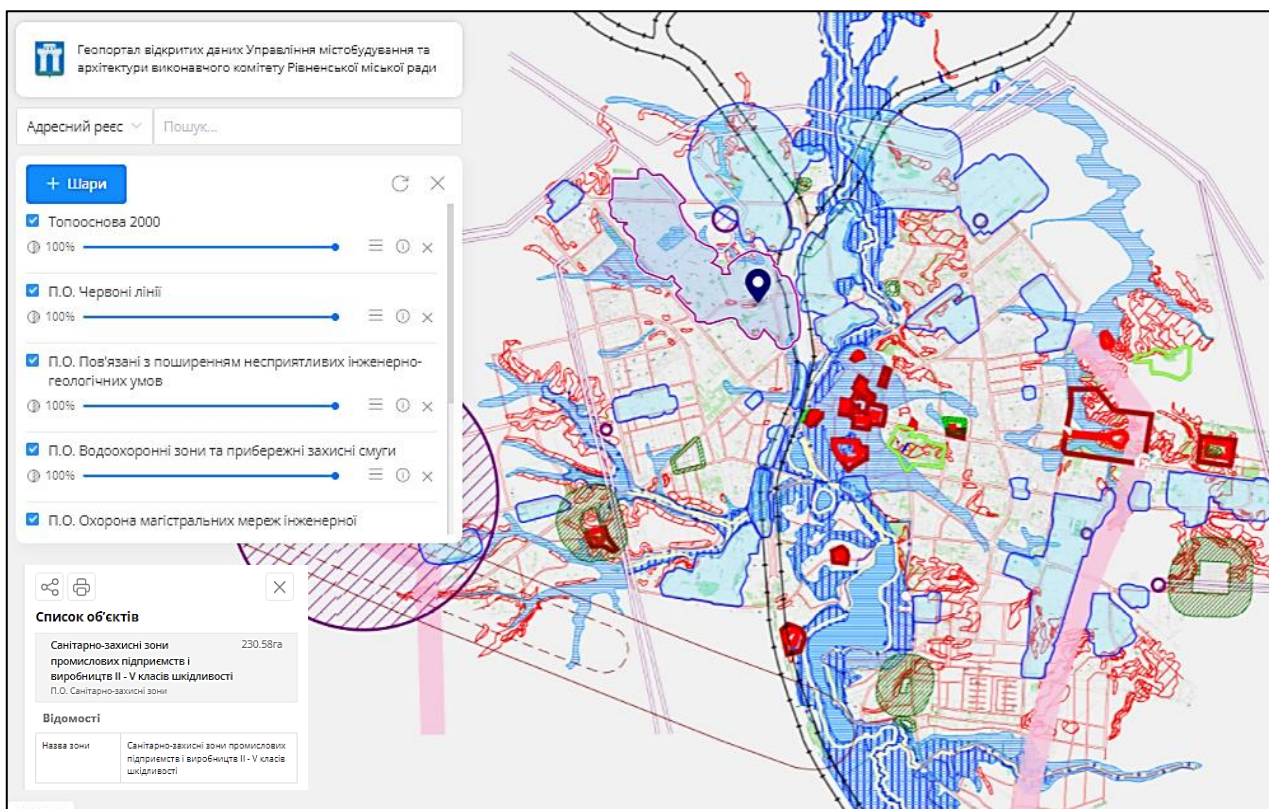 Геопортал відкритих даних Управління містобудування та
архітектури виконавчого комітету Рівненської міської ради
Адресний реєс
Пошук...
+ Шари
Топооснова 2000
100%
П.О. Червоні лінії
100%
П.О. Пов'язані з поширенням несприятливих інженерно-
геологічних умов
100%
П.О. Водоохоронні зони та прибережні захисні смуги
100%
П.О. Охорона магістральних мереж інженерної
Список об'єктів
Санітарно-захисні зони 230.58га
промислових підприємств і
виробництв II - V класів шкідливості
П.О. Санітарно-захисні зони
Відомості
Назва зони
Санітарно-захисні зони промислових
підприємств і виробництв II - V класів
шкідливості